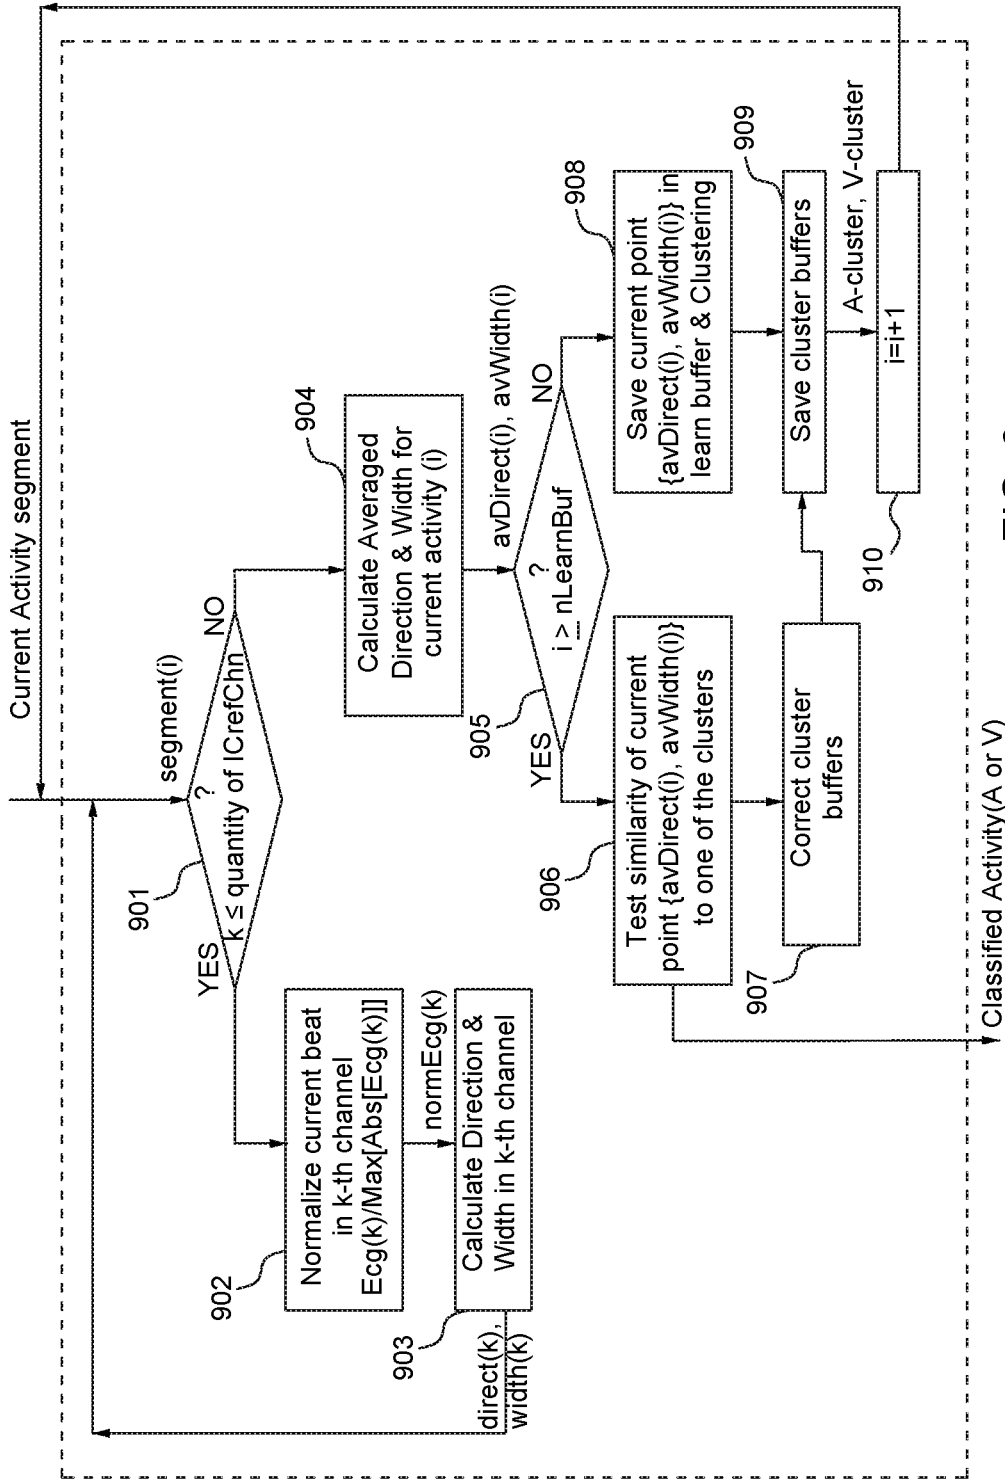 Current Activity segment
segment(i)
901
?
k ≤ quantity of ICrefChn
YES
NO
902
Normalize current beat
in k-th channel
Ecg(k)/Max[Abs[Ecg(k)]]
normEcg(k)
903
Calculate Direction &
Width in k-th channel
direct(k),
width(k)
904
Calculate Averaged
Direction & Width for
current activity (i)
avDirect(i), avWidth(i)
905
?
i ≥ nLearnBuf
YES
NO
906
Test similarity of current
point {avDirect(i), avWidth(i)}
to one of the clusters
908
Save current point
{avDirect(i), avWidth(i)} in
learn buffer & Clustering
907
Correct cluster
buffers
909
Save cluster buffers
A-cluster, V-cluster
910
i=i+1
Classified Activity(A or V)